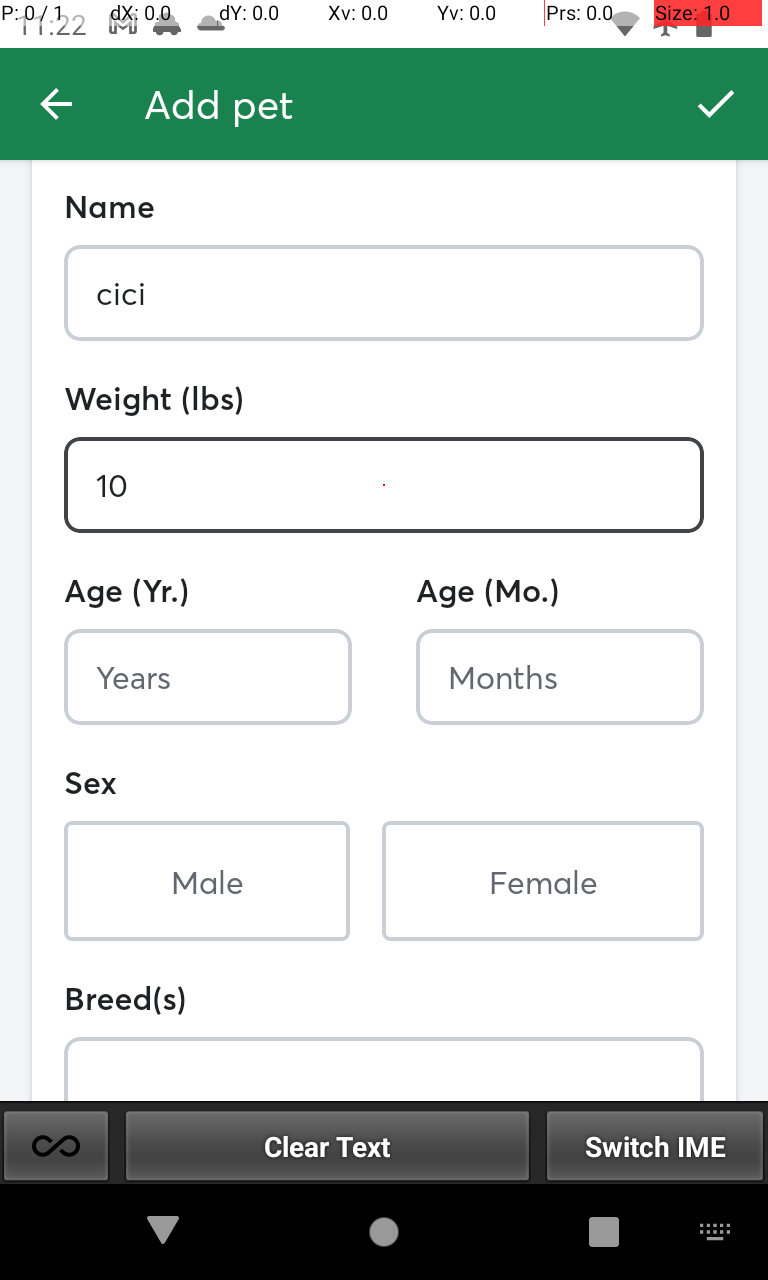 P: 0 / 1 dX: 0.0 dY: 0.0 Xv: 0.0 Yv: 0.0 Prs: 0.0 Size: 1.0
11:22
Add pet
Name
cici
Weight (lbs)
10
Age (Yr.) Age (Mo.)
Years Months
Sex
Male Female
Breed(s)
Clear Text Switch IME